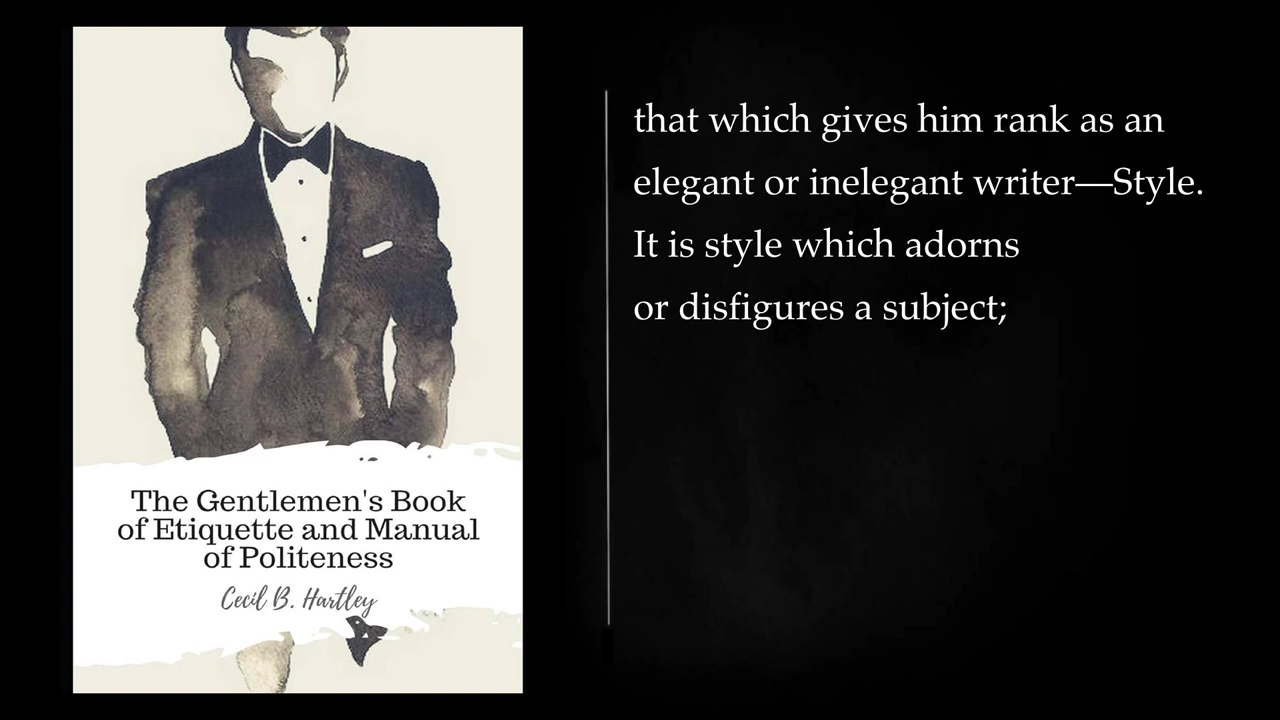 The Gentlemen's Book
of Etiquette and Manual
of Politeness
Cecil B. Hartley
that which gives him rank as an
elegant or inelegant writer—Style.
It is style which adorns
or disfigures a subject;